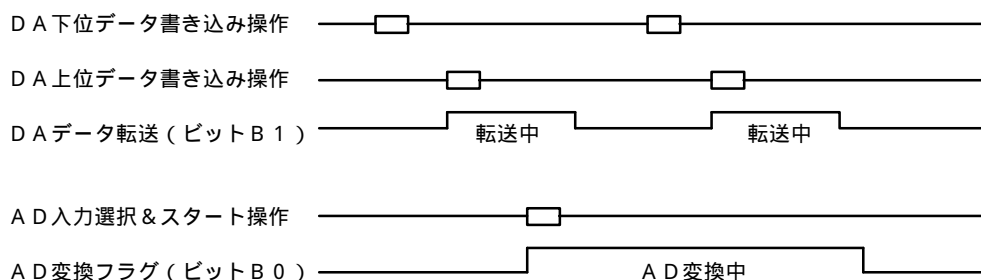 ＤＡ下位データ書き込み操作
ＤＡ上位データ書き込み操作
ＤＡデータ転送（ビットＢ１）
転送中
転送中
ＡＤ入力選択＆スタート操作
ＡＤ変換フラグ（ビットＢ０）
ＡＤ変換中